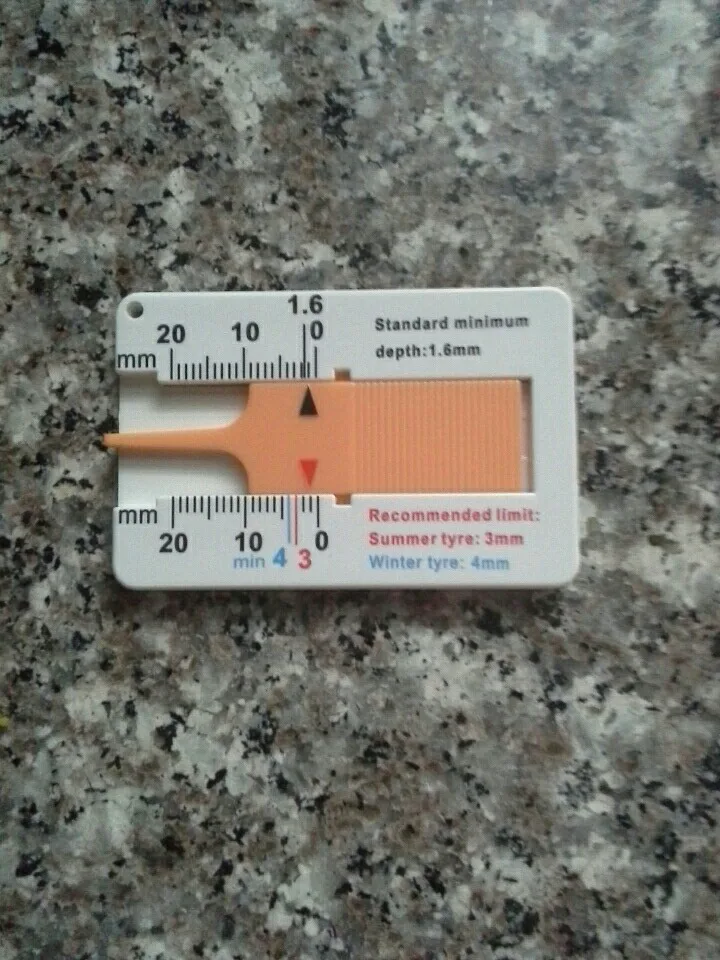 1.6
20 10 0
mm
Standard minimum
depth:1.6mm
mm
20 10 0
min 4 3
Recommended limit:
Summer tyre: 3mm
Winter tyre: 4mm